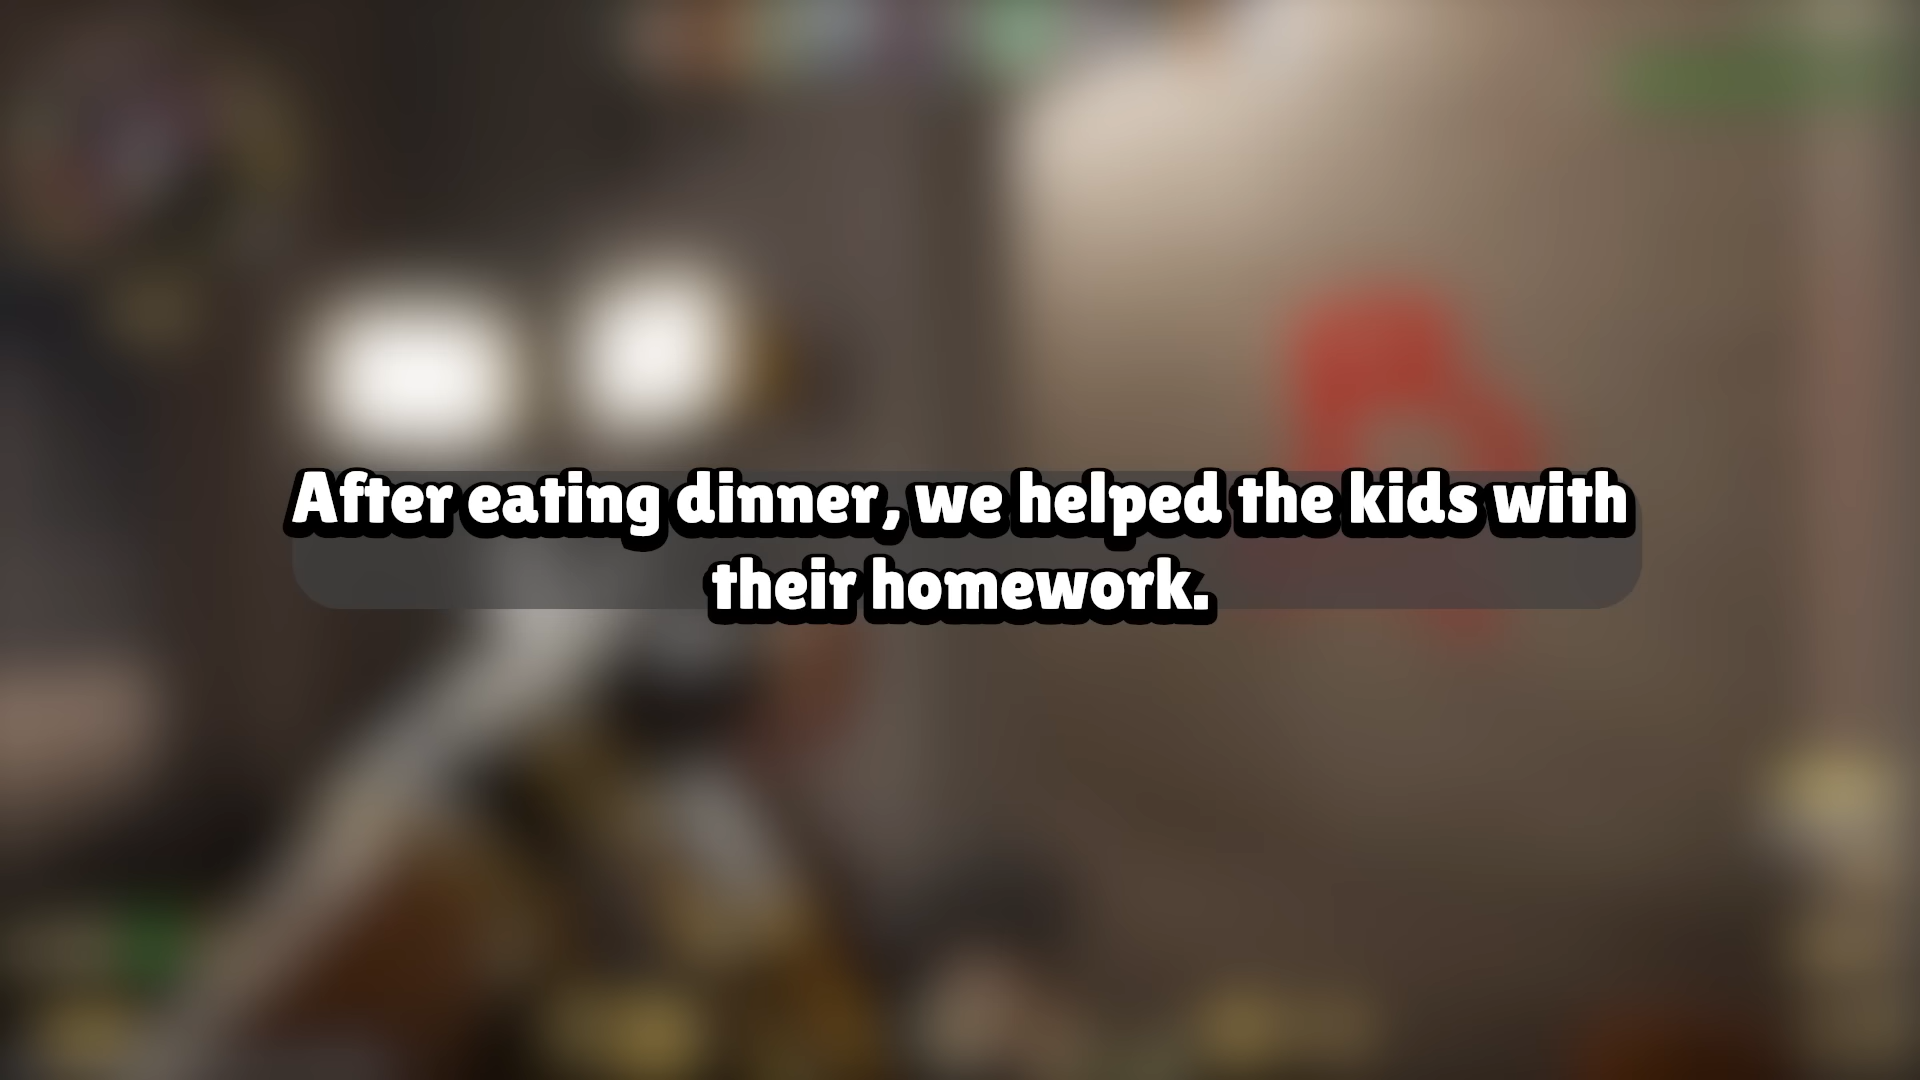 After eating dinner, we helped the kids with
their homework.